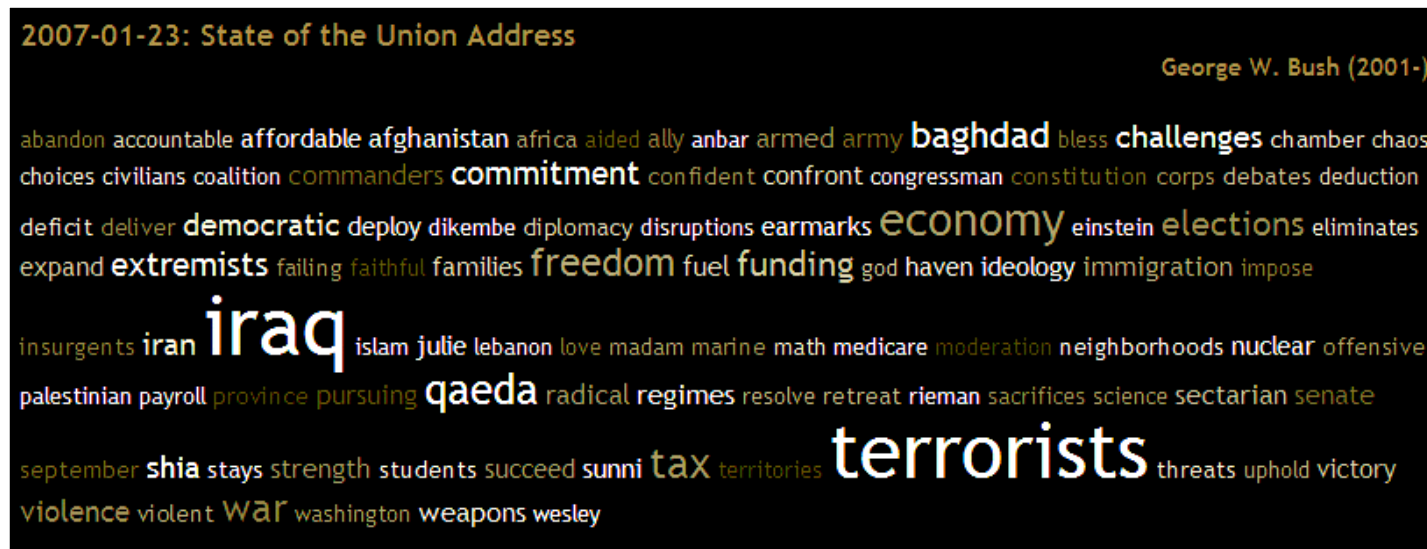 2007-01-23: State of the Union Address
George W. Bush (2001-)
abandon accountable affordable afghanistan africa aided ally anbar armed army baghdad bless challenges chamber chaos
choices civilians coalition commanders commitment confident confront congressman constitution corps debates deduction
deficit deliver democratic deploy dikembe diplomacy disruptions earmarks economy einstein elections eliminates
expand extremists failing faithful families freedom fuel funding god haven ideology immigration impose
insurgents iran iraq islam julie lebanon love madam marine math medicare moderation neighborhoods nuclear offensive
palestinian payroll province pursuing qaeda radical regimes resolve retreat rieman sacrifices science sectarian senate
september shia stays strength students succeed sunni tax territories terrorists threats uphold victory
violence violent war washington weapons wesley